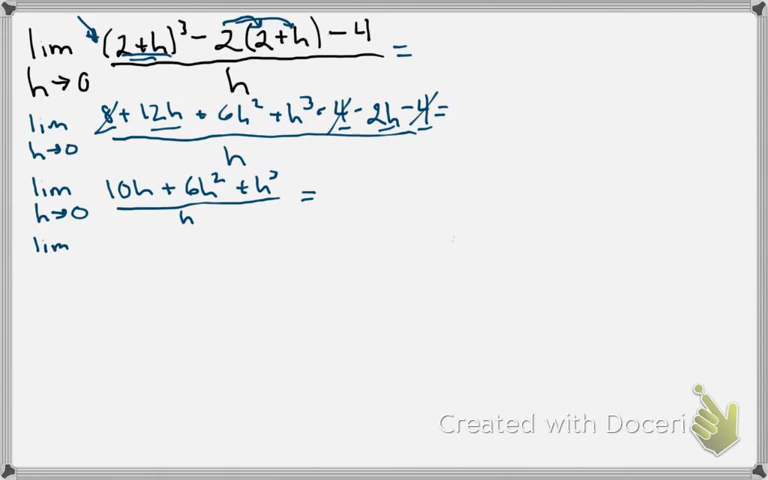 lim h→0 ((2+h)³ - 2(2+h) - 4)/h =
lim h→0 (8 + 12h + 6h² + h³ - 4 - 2h - 4)/h =
lim h→0 (10h + 6h² + h³)/h =
lim
Created with Doceri